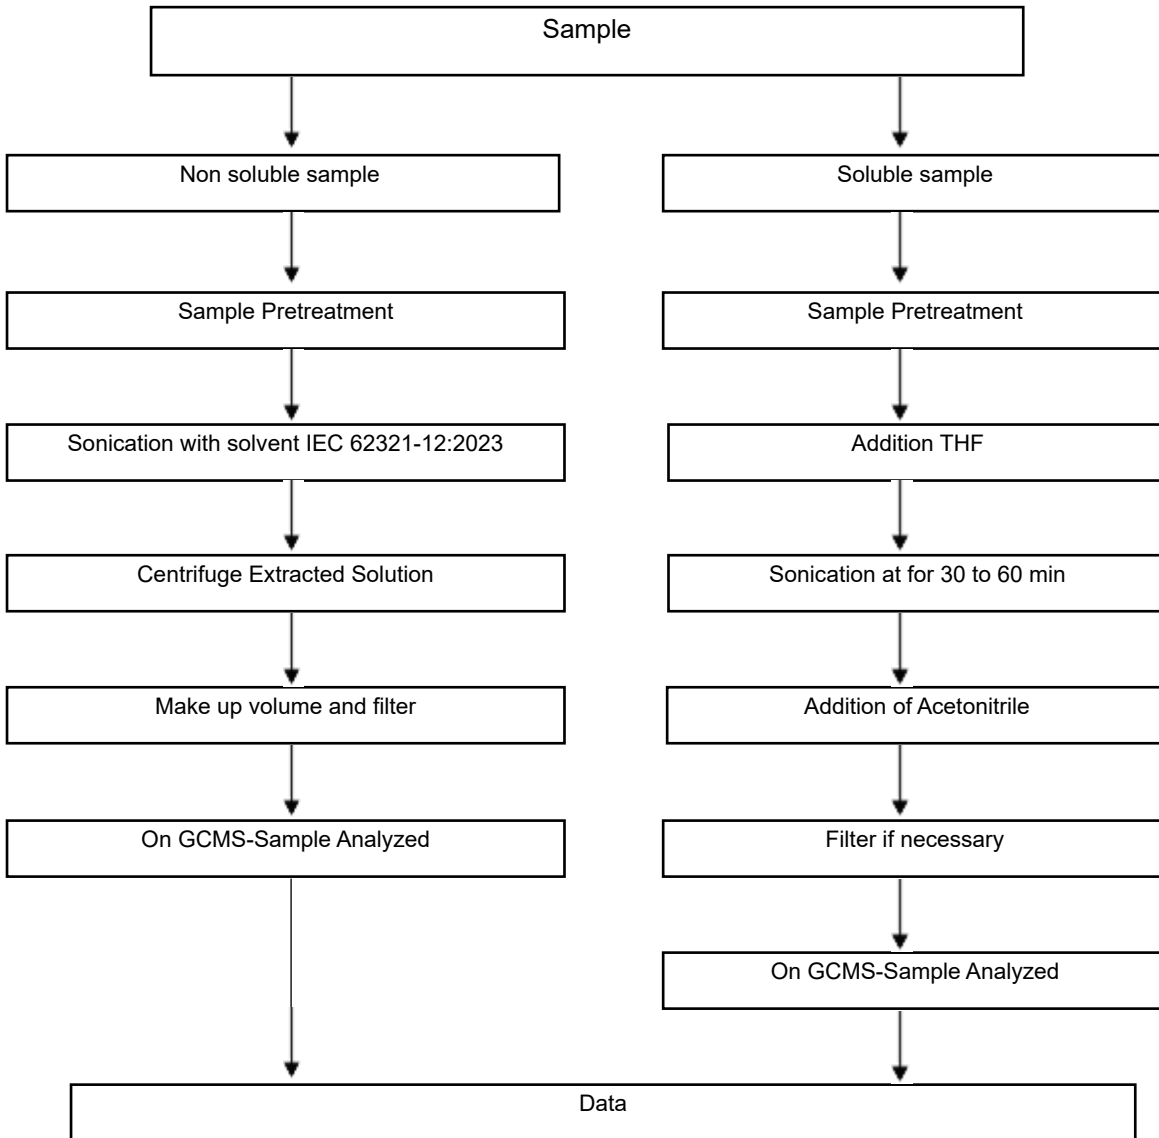 Sample
Non soluble sample
Soluble sample
Sample Pretreatment
Sample Pretreatment
Sonication with solvent IEC 62321-12:2023
Addition THF
Centrifuge Extracted Solution
Sonication at for 30 to 60 min
Make up volume and filter
Addition of Acetonitrile
On GCMS-Sample Analyzed
Filter if necessary
On GCMS-Sample Analyzed
Data